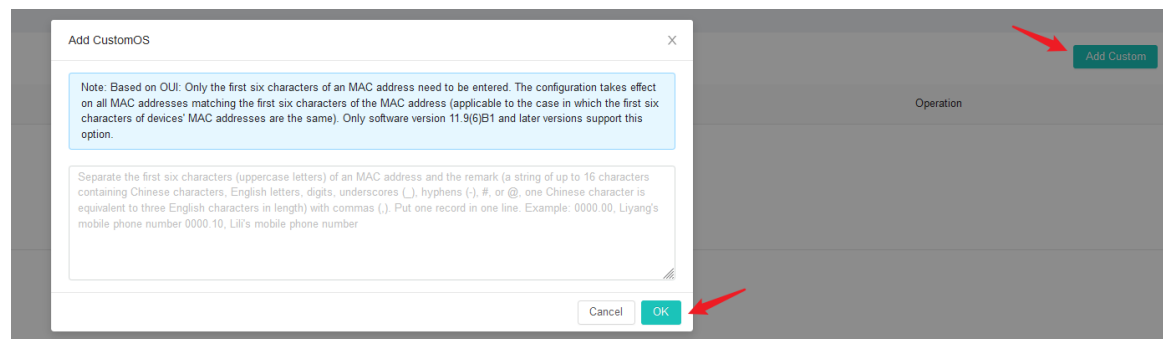 Add CustomOS
X
Add Custom
Note: Based on OUI: Only the first six characters of an MAC address need to be entered. The configuration takes effect
on all MAC addresses matching the first six characters of the MAC address (applicable to the case in which the first six
characters of devices' MAC addresses are the same). Only software version 11.9(6)B1 and later versions support this
option.
Operation
Separate the first six characters (uppercase letters) of an MAC address and the remark (a string of up to 16 characters
containing Chinese characters, English letters, digits, underscores (_), hyphens (-), #, or @, one Chinese character is
equivalent to three English characters in length) with commas (,). Put one record in one line. Example: 0000.00, Liyang's
mobile phone number 0000.10, Lili's mobile phone number
Cancel
OK